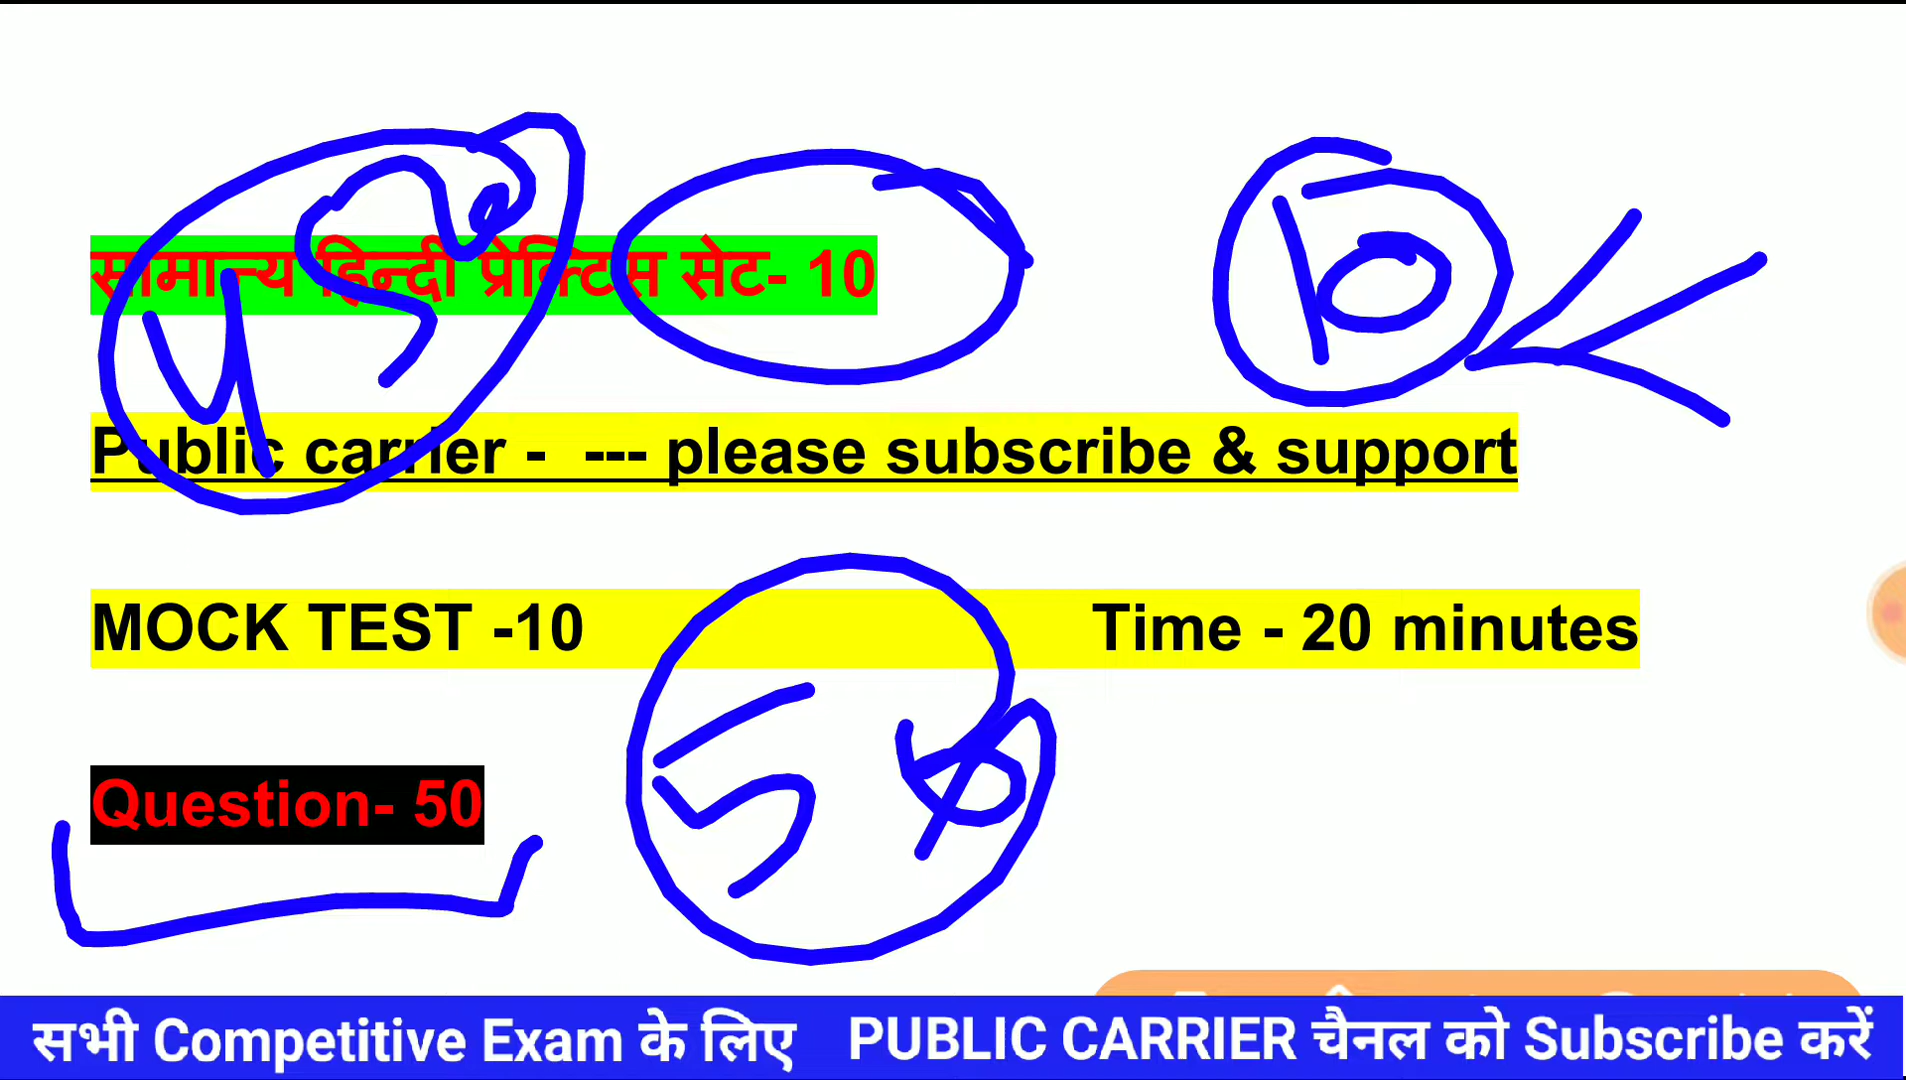 सामान्य हिन्दी प्रेक्टिस सेट- 10
10
Public carrier - --- please subscribe & support
MOCK TEST -10 Time - 20 minutes
Question- 50
सभी Competitive Exam के लिए PUBLIC CARRIER चैनल को Subscribe करें